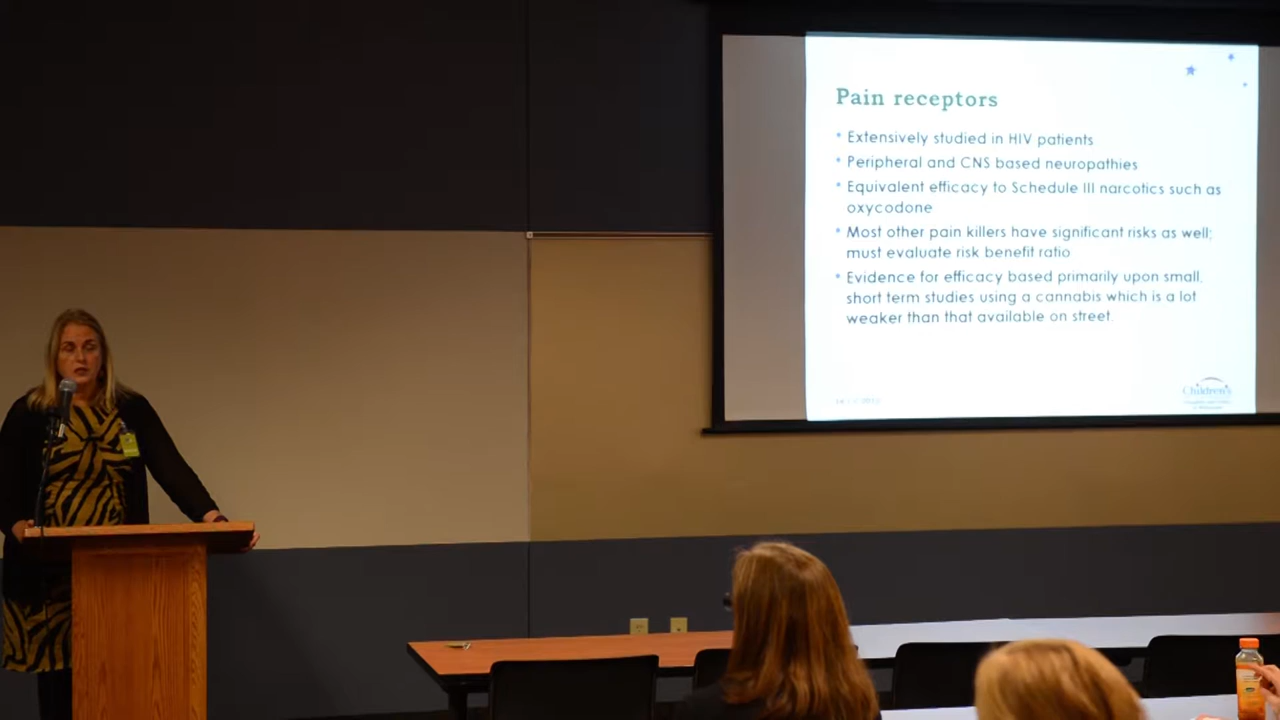 Pain receptors
* Extensively studied in HIV patients
* Peripheral and CNS based neuropathies
* Equivalent efficacy to Schedule III narcotics such as
oxycodone
* Most other pain killers have significant risks as well;
must evaluate risk benefit ratio
* Evidence for efficacy based primarily upon small,
short term studies using a cannabis which is a lot
weaker than that available on street.
Children's